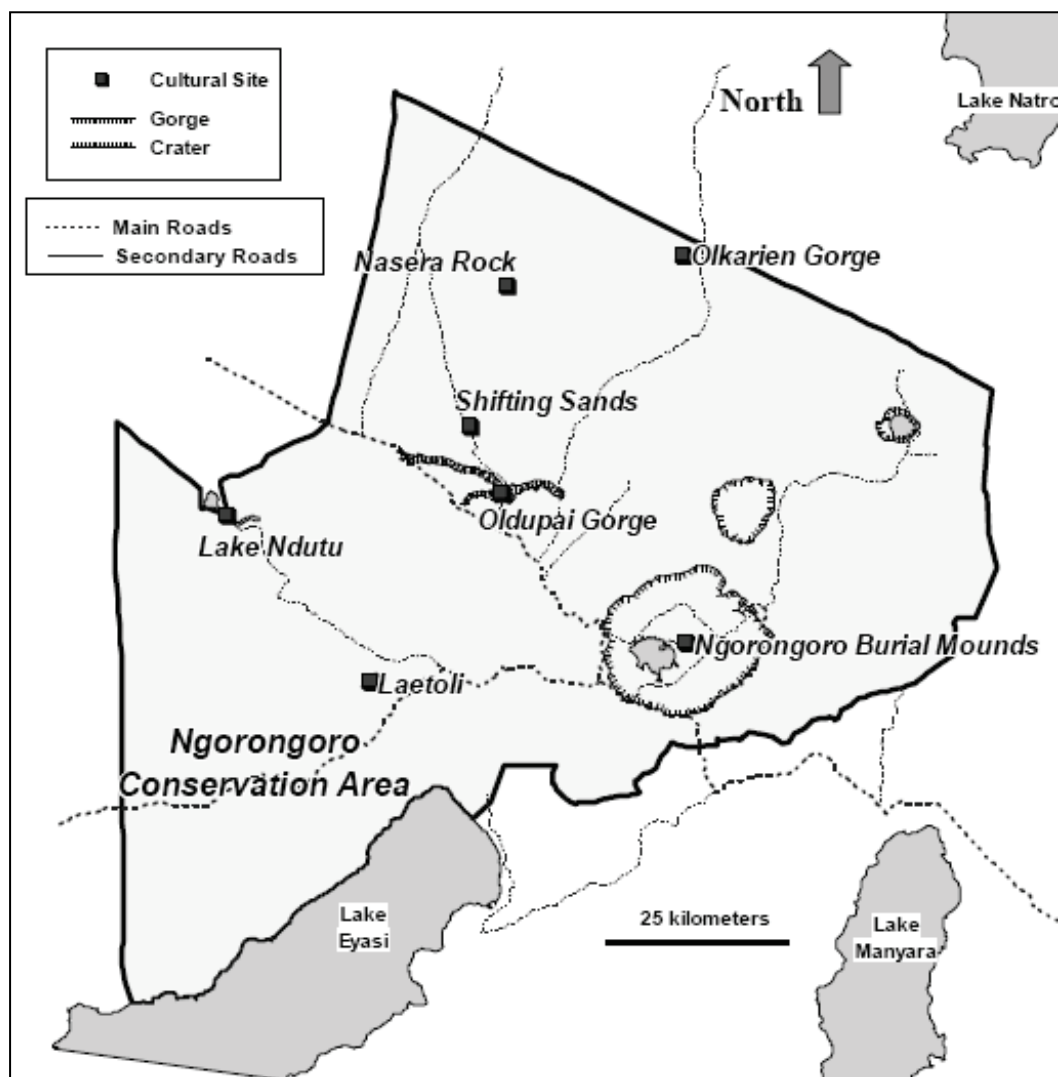 Cultural Site
Gorge
Crater
Main Roads
Secondary Roads
North
Lake Natro
Nasera Rock
Olkarien Gorge
Shifting Sands
Oldupai Gorge
Lake Ndutu
Ngorongoro Burial Mounds
Laetoli
Ngorongoro
Conservation Area
25 kilometers
Lake
Eyasi
Lake
Manyara